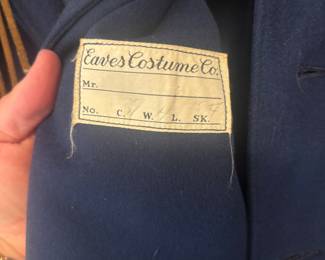 Eaves Costume Co.
Mr.
No. C. W. L. SK.